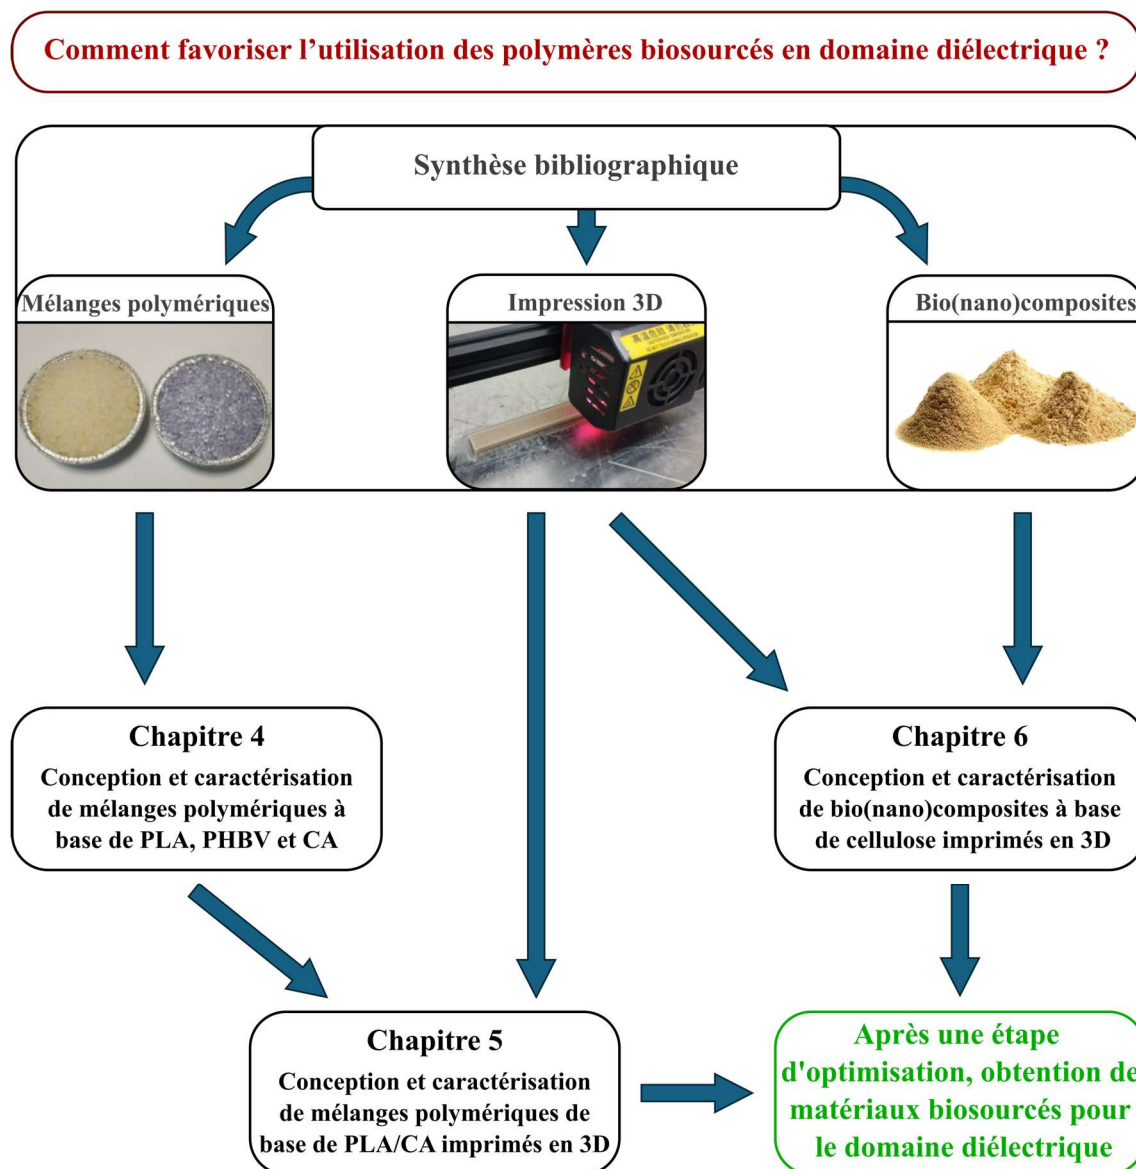 Comment favoriser l’utilisation des polymères biosourcés en domaine diélectrique ?
Synthèse bibliographique
Mélanges polymériques
Impression 3D
Bio(nano)composites
Chapitre 4
Conception et caractérisation
de mélanges polymériques à
base de PLA, PHBV et CA
Chapitre 6
Conception et caractérisation
de bio(nano)composites à base
de cellulose imprimés en 3D
Chapitre 5
Conception et caractérisation
de mélanges polymériques de
base de PLA/CA imprimés en 3D
Après une étape
d'optimisation, obtention de
matériaux biosourcés pour
le domaine diélectrique